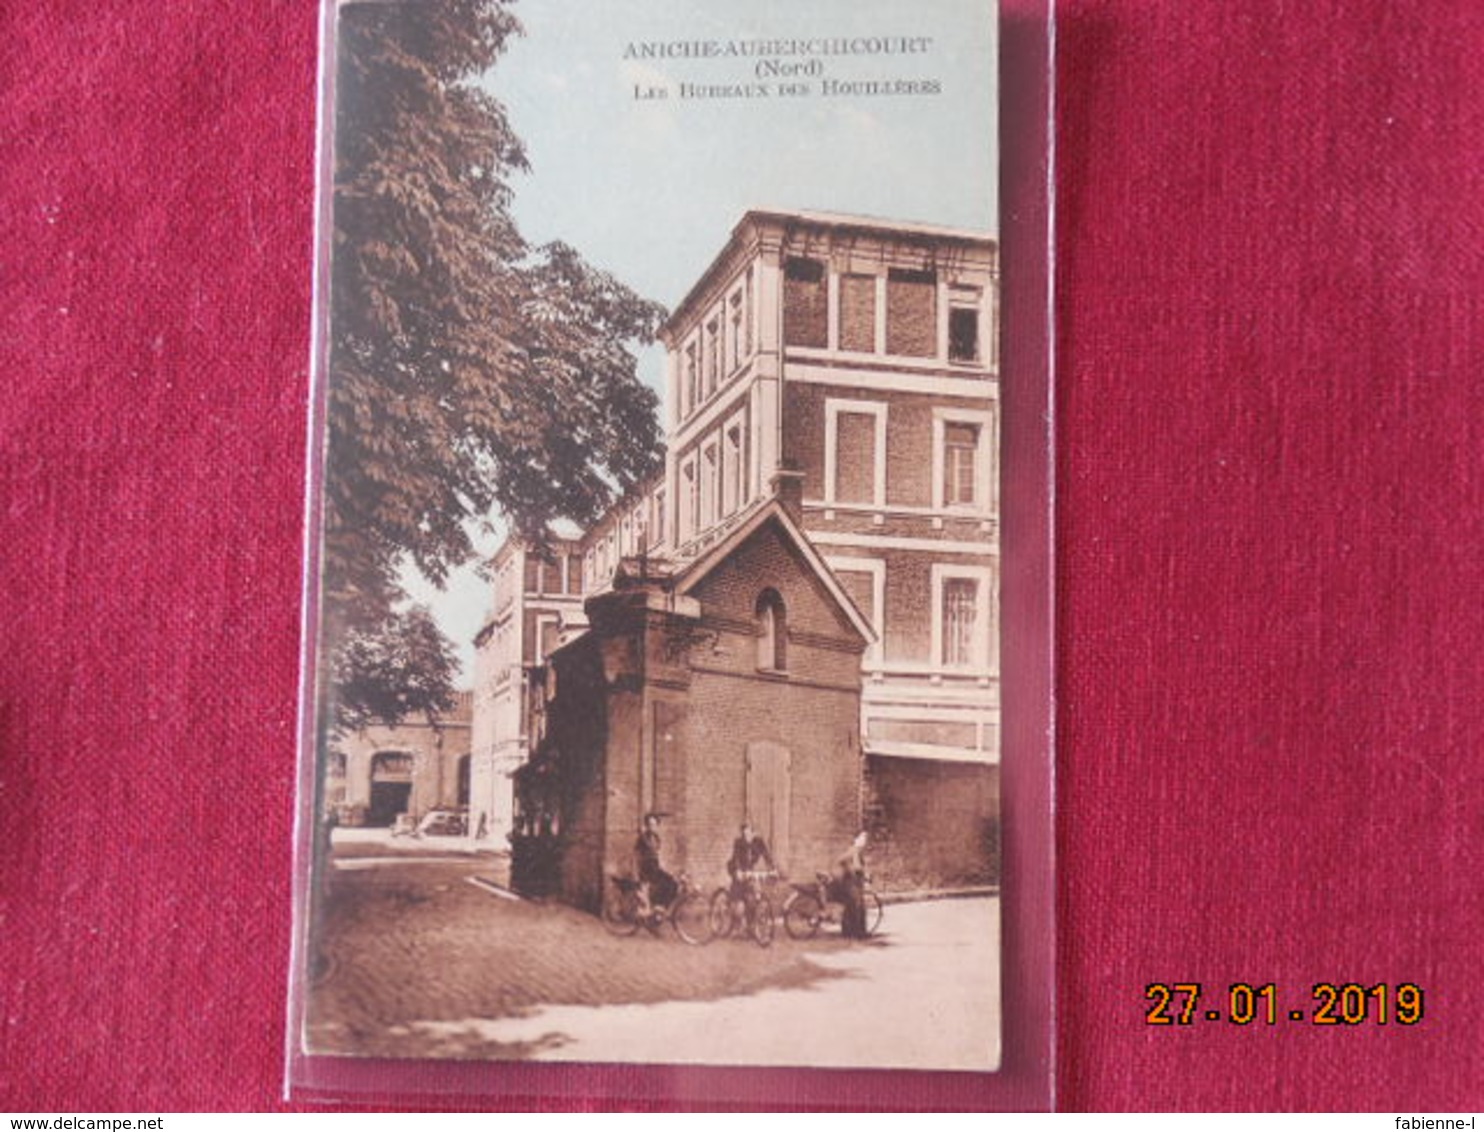 ANICHE-AUBERCHICOURT
(Nord)
LES BUREAUX DES HOUILLÈRES
27.01.2019
www.delcampe.net
fabienne-l